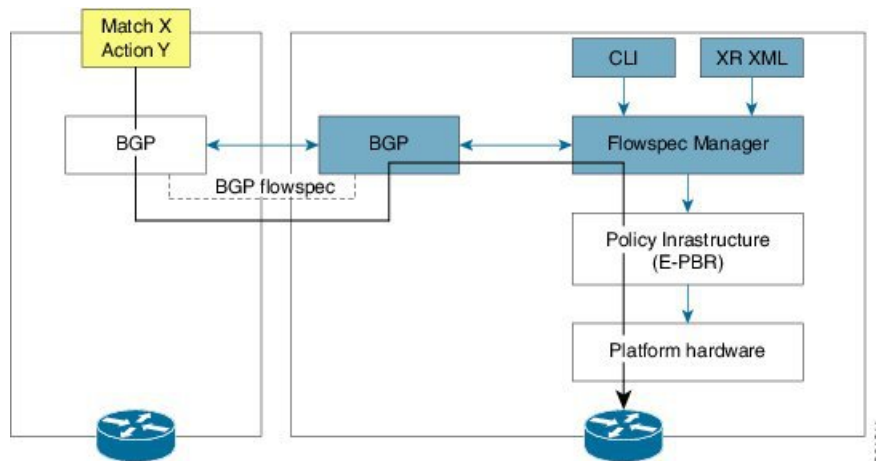 Match X
Action Y
CLI
XR XML
BGP
BGP
Flowspec Manager
BGP flowspec
Policy Inrastructure
(E-PBR)
Platform hardware